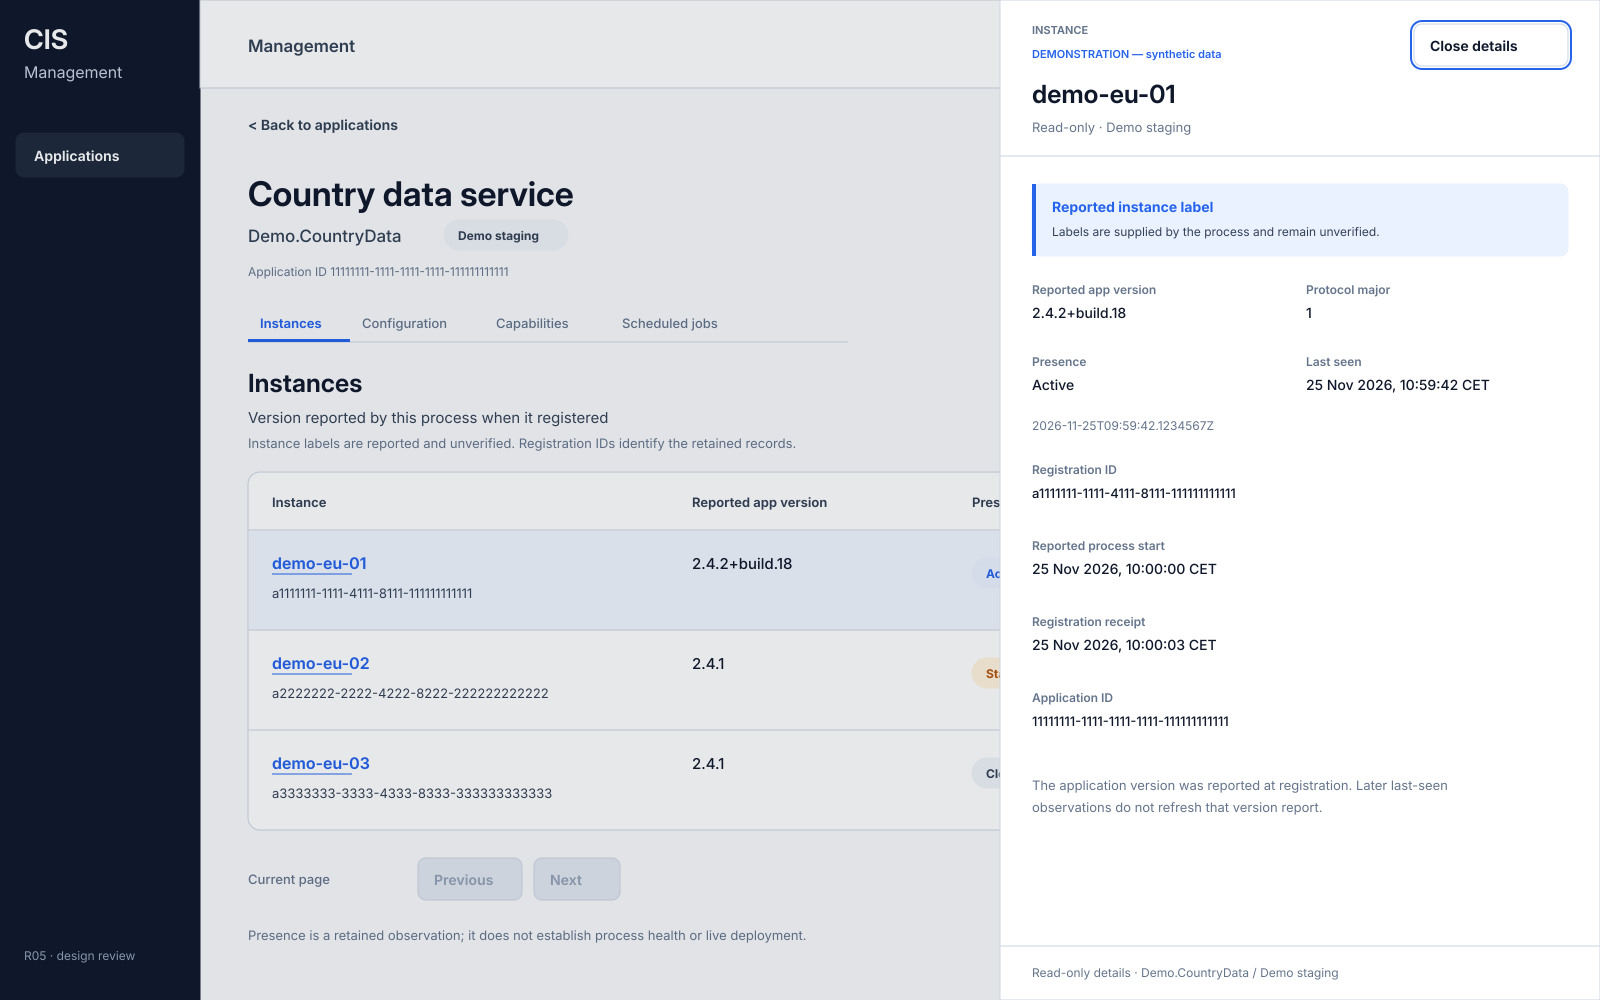 CIS
Management
Applications
R05 · design review
Management
< Back to applications
Country data service
Demo.CountryData
Demo staging
Application ID 11111111-1111-1111-1111-111111111111
Instances
Configuration
Capabilities
Scheduled jobs
Instances
Version reported by this process when it registered
Instance labels are reported and unverified. Registration IDs identify the retained records.
Instance
Reported app version
Pres
demo-eu-01
2.4.2+build.18
Ac
a1111111-1111-4111-8111-111111111111
demo-eu-02
2.4.1
Sta
a2222222-2222-4222-8222-222222222222
demo-eu-03
2.4.1
Clo
a3333333-3333-4333-8333-333333333333
Current page
Previous
Next
Presence is a retained observation; it does not establish process health or live deployment.
INSTANCE
DEMONSTRATION — synthetic data
Close details
demo-eu-01
Read-only · Demo staging
Reported instance label
Labels are supplied by the process and remain unverified.
Reported app version
Protocol major
2.4.2+build.18
1
Presence
Last seen
Active
25 Nov 2026, 10:59:42 CET
2026-11-25T09:59:42.1234567Z
Registration ID
a1111111-1111-4111-8111-111111111111
Reported process start
25 Nov 2026, 10:00:00 CET
Registration receipt
25 Nov 2026, 10:00:03 CET
Application ID
11111111-1111-1111-1111-111111111111
The application version was reported at registration. Later last-seen
observations do not refresh that version report.
Read-only details · Demo.CountryData / Demo staging